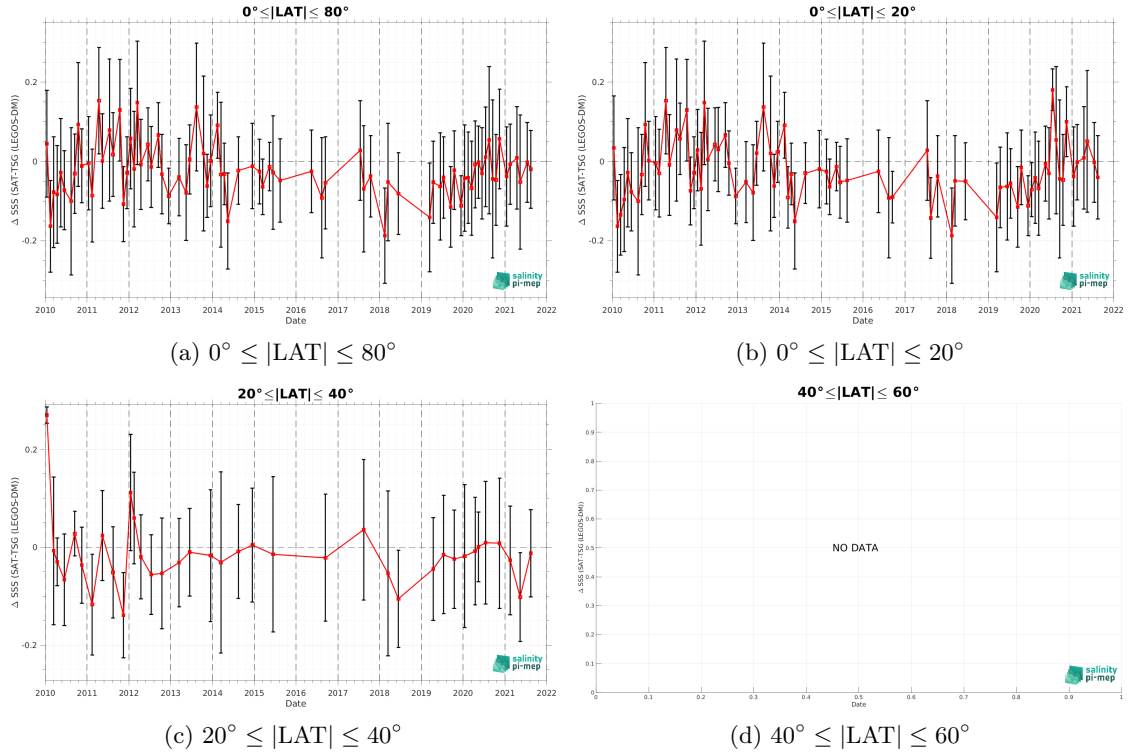 0°≤|LAT|≤ 80°
Δ SSS (SAT-TSG (LEGOS-DM))
0.2
0
-0.2
2010 2011 2012 2013 2014 2015 2016 2017 2018 2019 2020 2021 2022
Date
salinity
pi-mep
(a) 0° ≤ |LAT| ≤ 80°
0°≤|LAT|≤ 20°
Δ SSS (SAT-TSG (LEGOS-DM))
0.2
0
-0.2
2010 2011 2012 2013 2014 2015 2016 2017 2018 2019 2020 2021 2022
Date
salinity
pi-mep
(b) 0° ≤ |LAT| ≤ 20°
20°≤|LAT|≤ 40°
Δ SSS (SAT-TSG (LEGOS-DM))
0.2
0
-0.2
2010 2011 2012 2013 2014 2015 2016 2017 2018 2019 2020 2021 2022
Date
salinity
pi-mep
(c) 20° ≤ |LAT| ≤ 40°
40°≤|LAT|≤ 60°
Δ SSS (SAT-TSG (LEGOS-DM))
1
0.9
0.8
0.7
0.6
0.5
0.4
0.3
0.2
0.1
0
NO DATA
0 0.1 0.2 0.3 0.4 0.5 0.6 0.7 0.8 0.9 1
Date
salinity
pi-mep
(d) 40° ≤ |LAT| ≤ 60°